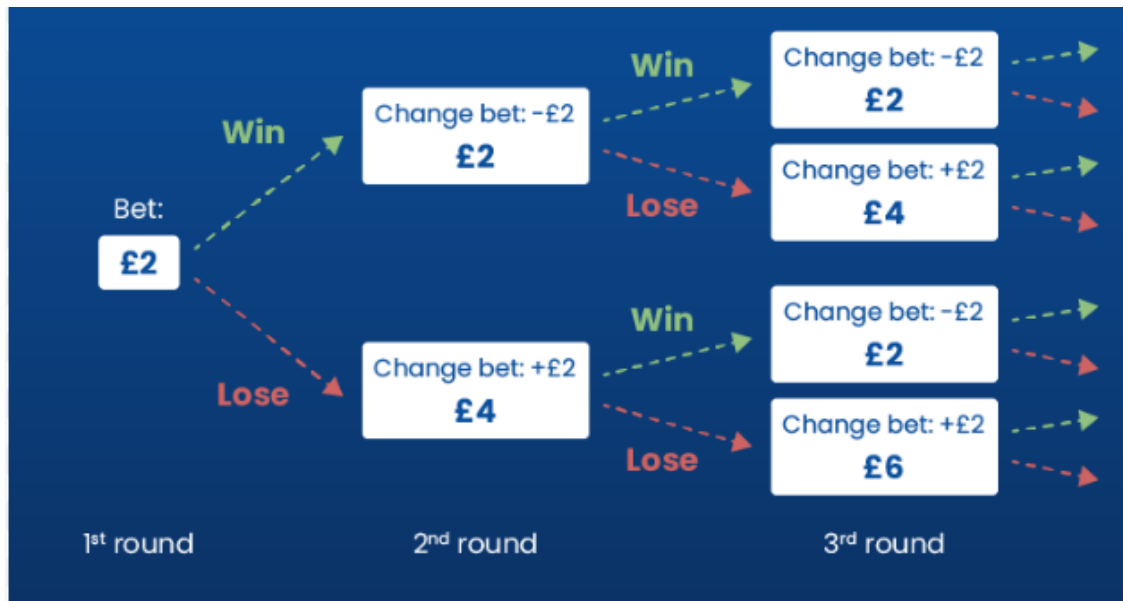 Bet:
£2
Win
Lose
Change bet: -£2
£2
Change bet: +£2
£4
Win
Lose
Win
Lose
Change bet: -£2
£2
Change bet: +£2
£4
Change bet: -£2
£2
Change bet: +£2
£6
1st round
2nd round
3rd round